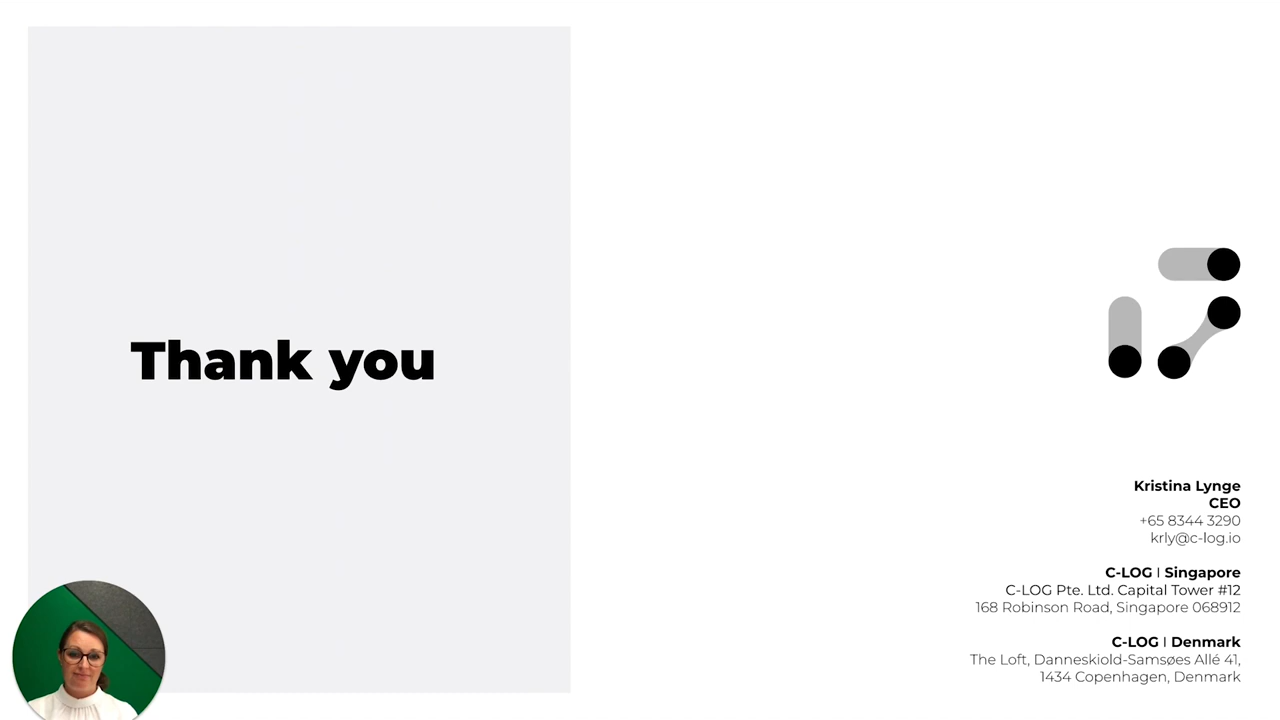 Thank you
Kristina Lynge
CEO
+65 8344 3290
krly@c-log.io
C-LOG | Singapore
C-LOG Pte. Ltd. Capital Tower #12
168 Robinson Road, Singapore 068912
C-LOG | Denmark
The Loft, Danneskiold-Samsøes Allé 41,
1434 Copenhagen, Denmark